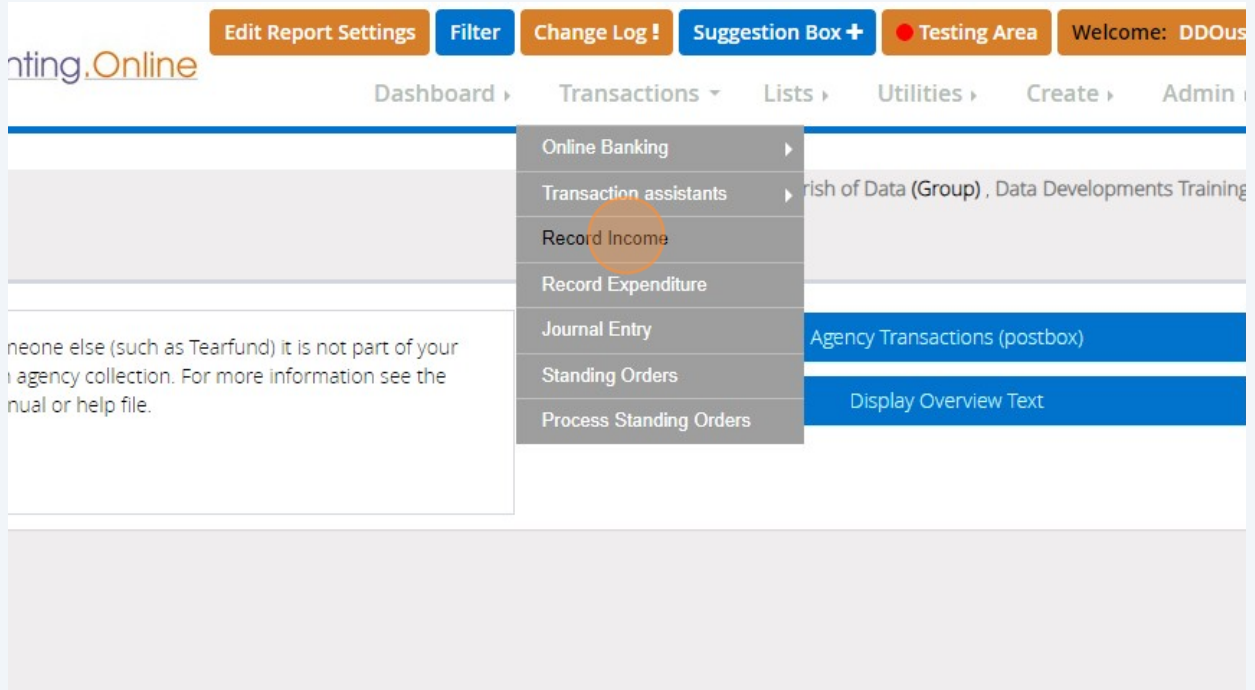 Edit Report Settings Filter Change Log ! Suggestion Box + Testing Area Welcome: DDOus
nting.Online
Dashboard Transactions Lists Utilities Create Admin
Online Banking
Transaction assistants
rish of Data (Group) , Data Developments Training
Record Income
Record Expenditure
Journal Entry
Standing Orders
Process Standing Orders
Agency Transactions (postbox)
Display Overview Text
meone else (such as Tearfund) it is not part of your
agency collection. For more information see the
nual or help file.